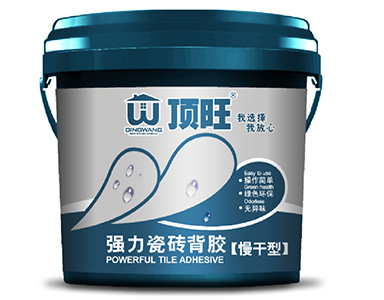 顶旺®
DINGWANG
我选择
我放心
Easy to use
操作简单
Green health
绿色环保
Odorless
无异味
强力瓷砖背胶【慢干型】
POWERFUL TILE ADHESIVE